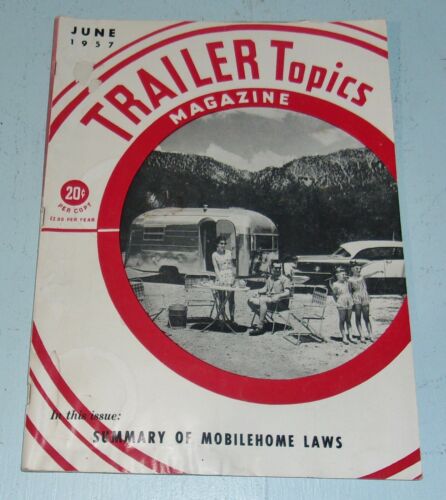 JUNE
1957
TRAILER Topics
MAGAZINE
20¢
PER COPY
$2.00 PER YEAR
In this issue:
SUMMARY OF MOBILEHOME LAWS